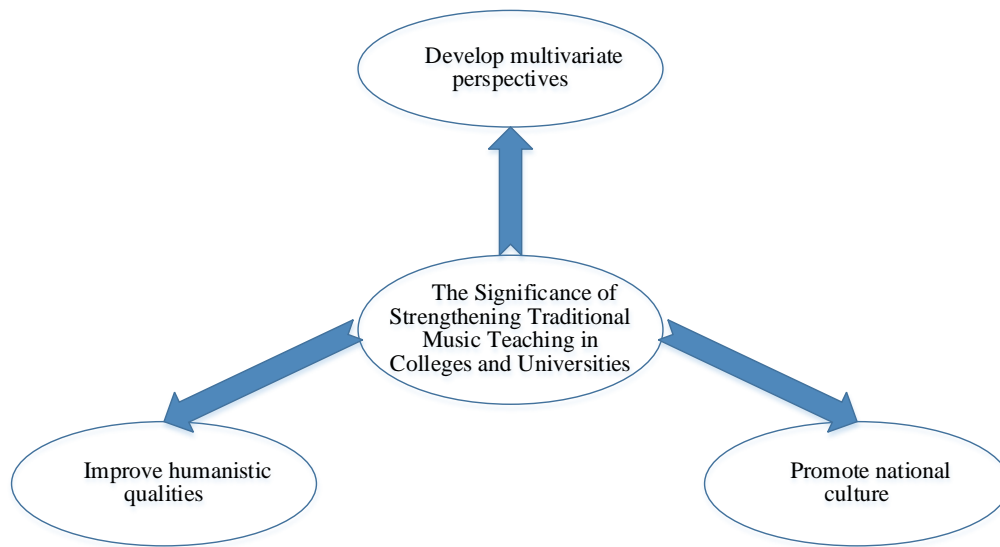 Develop multivariate
perspectives
The Significance of
Strengthening Traditional
Music Teaching in
Colleges and Universities
Improve humanistic
qualities
Promote national
culture